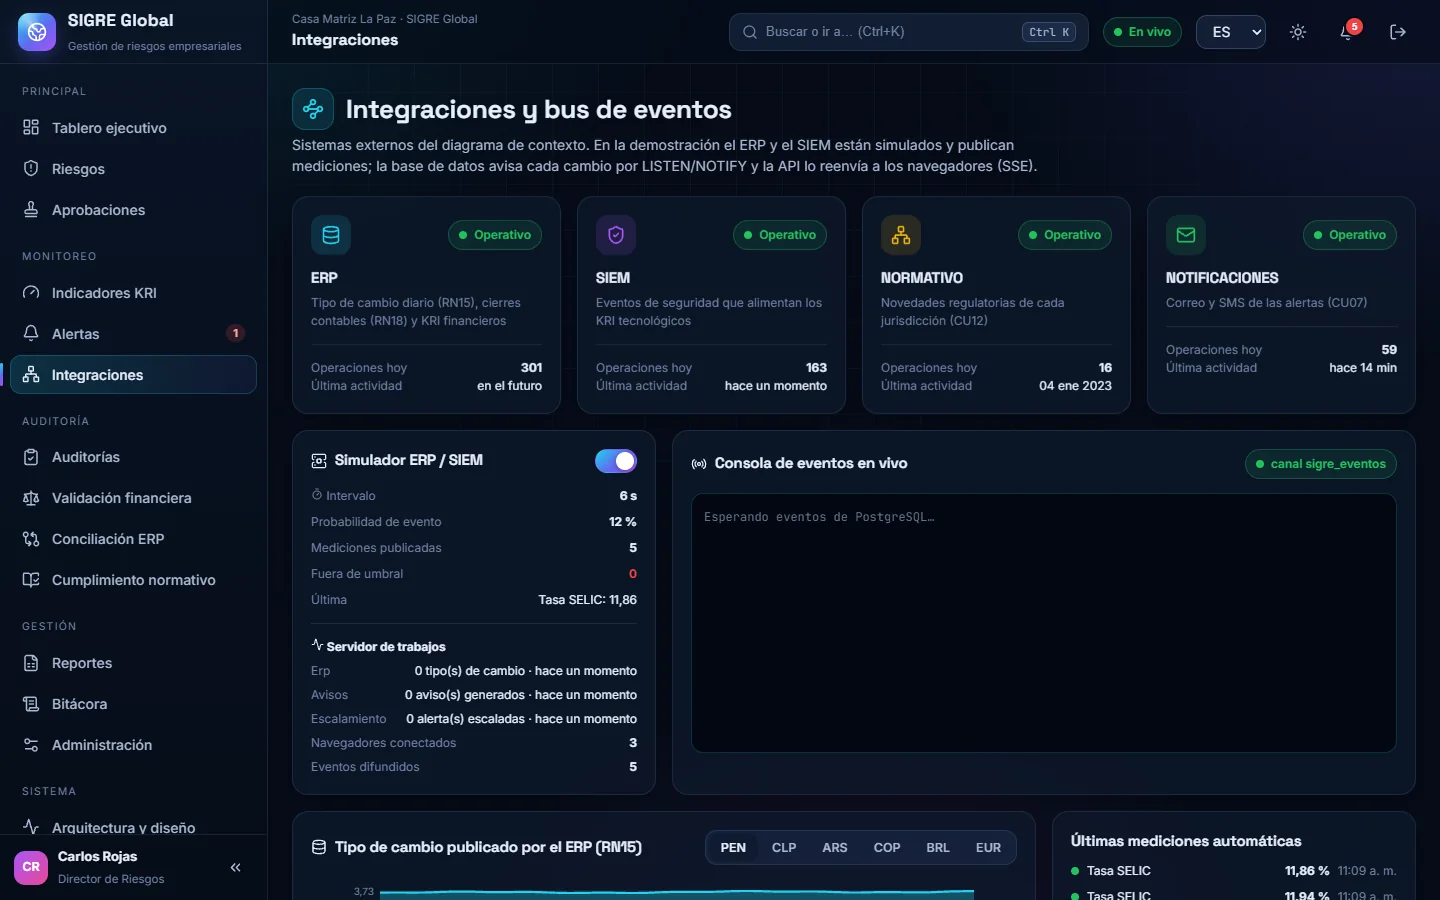 SIGRE Global
Gestión de riesgos empresariales
PRINCIPAL
Tablero ejecutivo
Riesgos
Aprobaciones
MONITOREO
Indicadores KRI
Alertas
1
Integraciones
AUDITORÍA
Auditorías
Validación financiera
Conciliación ERP
Cumplimiento normativo
GESTIÓN
Reportes
Bitácora
Administración
SISTEMA
Arquitectura y diseño
CR
Carlos Rojas
Director de Riesgos
Casa Matriz La Paz · SIGRE Global
Integraciones
Buscar o ir a… (Ctrl+K)
Ctrl K
En vivo
ES
5
Integraciones y bus de eventos
Sistemas externos del diagrama de contexto. En la demostración el ERP y el SIEM están simulados y publican
mediciones; la base de datos avisa cada cambio por LISTEN/NOTIFY y la API lo reenvía a los navegadores (SSE).
Operativo
ERP
Tipo de cambio diario (RN15), cierres
contables (RN18) y KRI financieros
Operaciones hoy 301
Última actividad en el futuro
Operativo
SIEM
Eventos de seguridad que alimentan los
KRI tecnológicos
Operaciones hoy 163
Última actividad hace un momento
Operativo
NORMATIVO
Novedades regulatorias de cada
jurisdicción (CU12)
Operaciones hoy 16
Última actividad 04 ene 2023
Operativo
NOTIFICACIONES
Correo y SMS de las alertas (CU07)
Operaciones hoy 59
Última actividad hace 14 min
Simulador ERP / SIEM
Intervalo 6 s
Probabilidad de evento 12 %
Mediciones publicadas 5
Fuera de umbral 0
Última Tasa SELIC: 11,86
Servidor de trabajos
Erp 0 tipo(s) de cambio · hace un momento
Avisos 0 aviso(s) generados · hace un momento
Escalamiento 0 alerta(s) escaladas · hace un momento
Navegadores conectados 3
Eventos difundidos 5
Consola de eventos en vivo
canal sigre_eventos
Esperando eventos de PostgreSQL…
Tipo de cambio publicado por el ERP (RN15)
PEN CLP ARS COP BRL EUR
3,73
Últimas mediciones automáticas
Tasa SELIC 11,86 % 11:09 a. m.
Tasa SELIC 11,94 % 11:09 a. m.